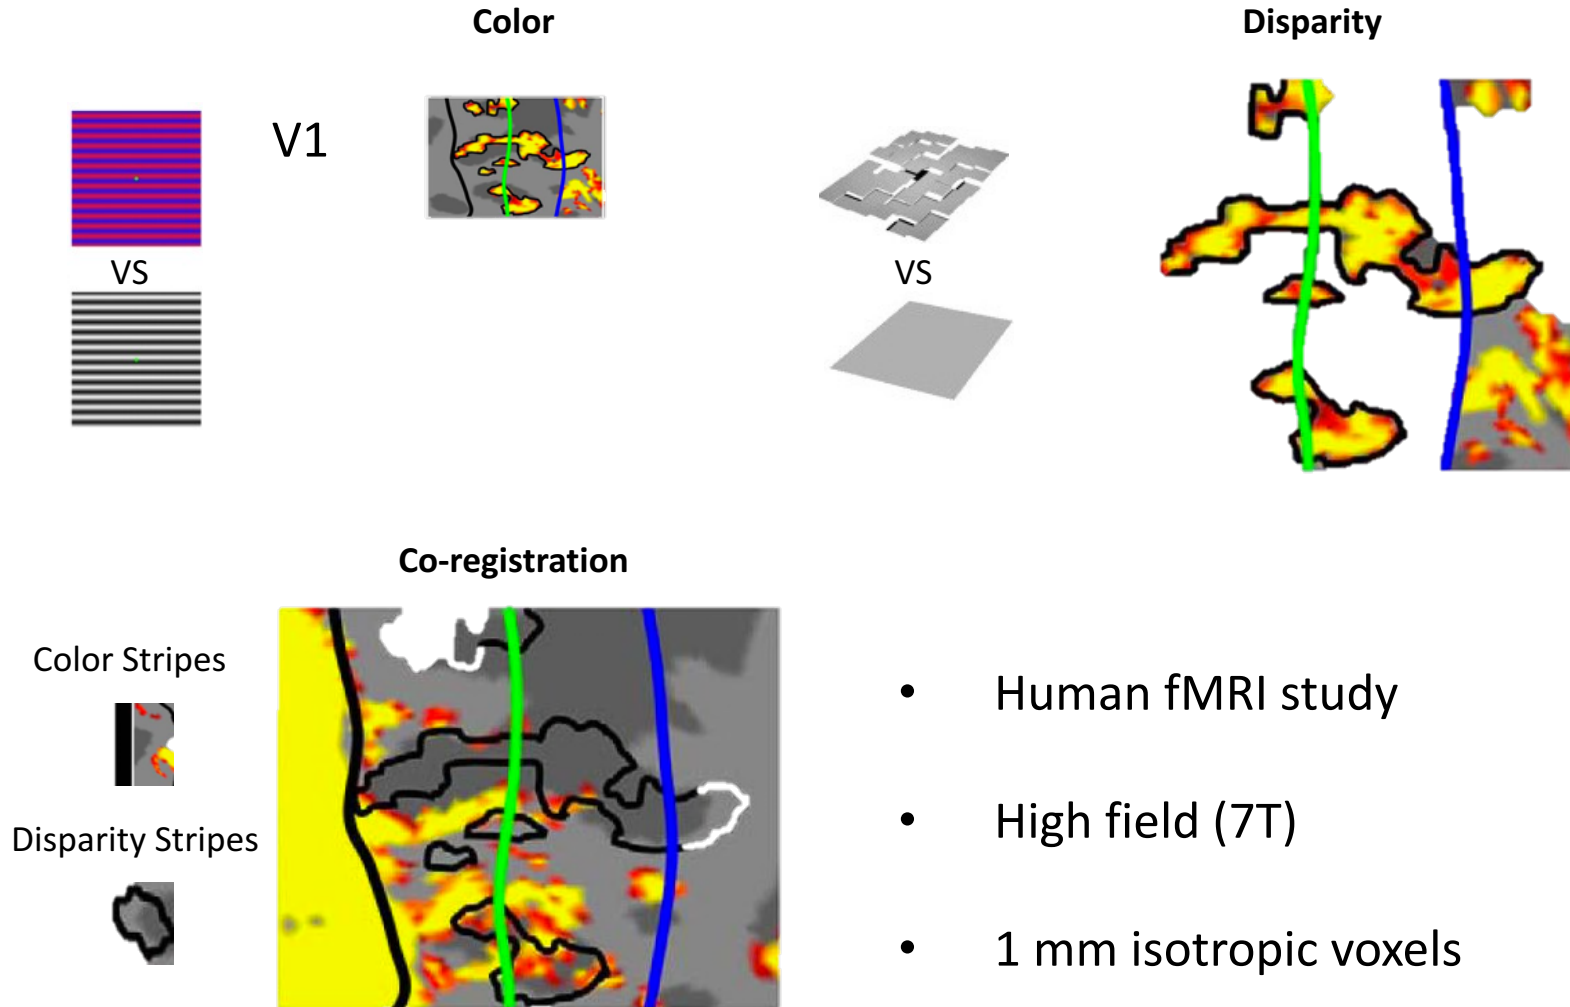 Color
Disparity
V1
VS
VS
Co-registration
Color Stripes
Disparity Stripes
• Human fMRI study
• High field (7T)
• 1 mm isotropic voxels